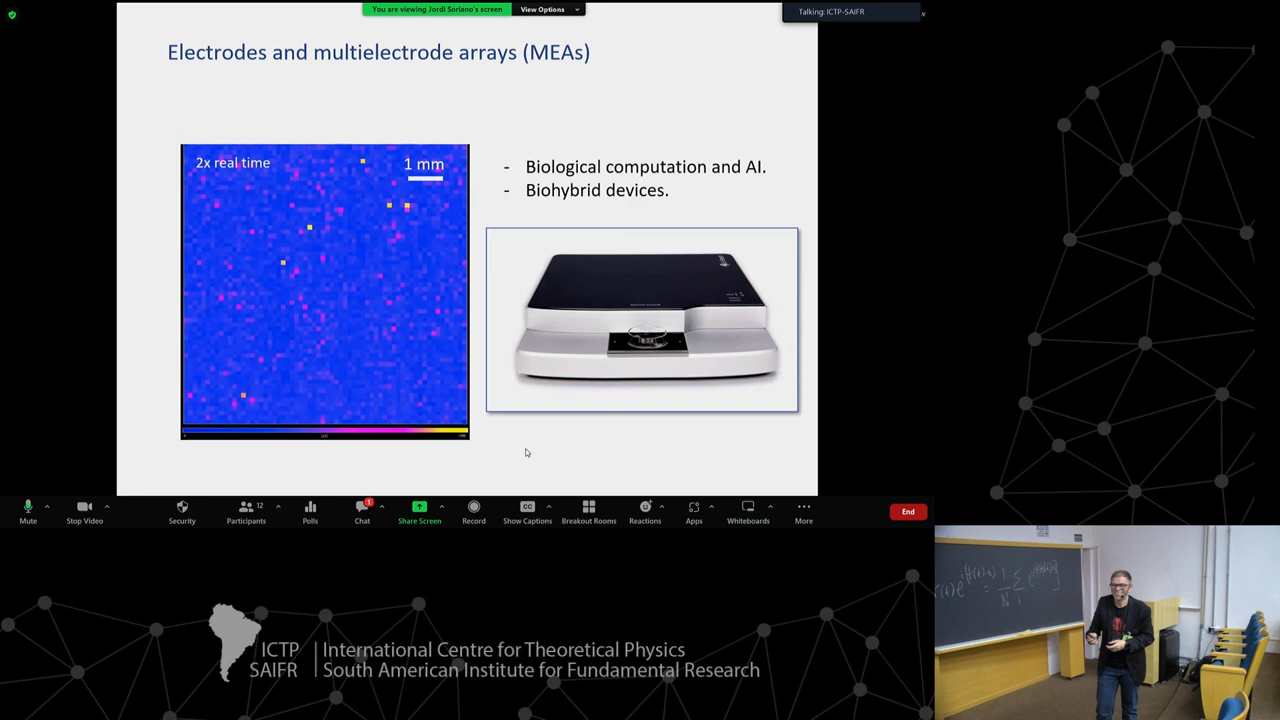 You are viewing Jordi Soriano's screen
View Options
Talking: ICTP-SAIFR
Electrodes and multielectrode arrays (MEAs)
2x real time
1 mm
- Biological computation and AI.
- Biohybrid devices.
Mute
Stop Video
Security
Participants
12
Polls
Chat
1
Share Screen
Record
CC
Show Captions
Breakout Rooms
Reactions
Apps
Whiteboards
More
End
ICTP
SAIFR
International Centre for Theoretical Physics
South American Institute for Fundamental Research